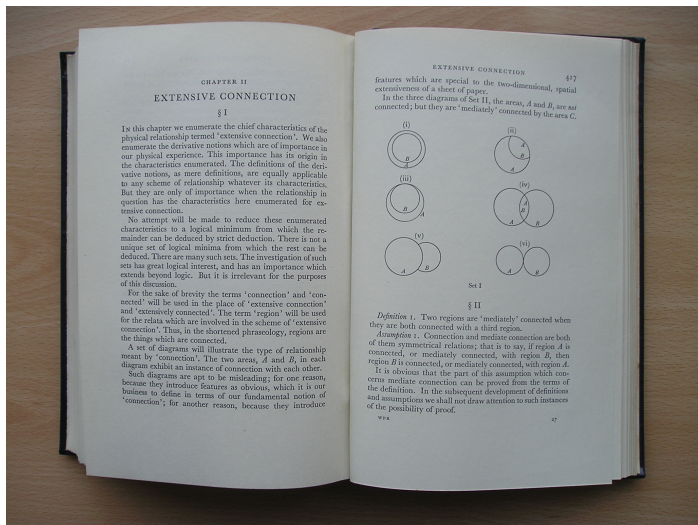 CHAPTER II
EXTENSIVE CONNECTION
§ I
IN this chapter we enumerate the chief characteristics of the
physical relationship termed 'extensive connection'. We also
enumerate the derivative notions which are of importance in
our physical experience. This importance has its origin in
the characteristics enumerated. The definitions of the deri-
vative notions, as mere definitions, are equally applicable
to any scheme of relationship whatever its characteristics.
But they are only of importance when the relationship in
question has the characteristics here enumerated for ex-
tensive connection.
No attempt will be made to reduce these enumerated
characteristics to a logical minimum from which the re-
mainder can be deduced by strict deduction. There is not a
unique set of logical minima from which the rest can be
deduced. There are many such sets. The investigation of such
sets has great logical interest, and has an importance which
extends beyond logic. But it is irrelevant for the purposes
of this discussion.
For the sake of brevity the terms 'connection' and 'con-
nected' will be used in the place of 'extensive connection'
and 'extensively connected'. The term 'region' will be used
for the relata which are involved in the scheme of 'extensive
connection'. Thus, in the shortened phraseology, regions are
the things which are connected.
A set of diagrams will illustrate the type of relationship
meant by 'connection'. The two areas, A and B, in each
diagram exhibit an instance of connection with each other.
Such diagrams are apt to be misleading; for one reason,
because they introduce features as obvious, which it is our
business to define in terms of our fundamental notion of
'connection'; for another reason, because they introduce
EXTENSIVE CONNECTION
§17
features which are special to the two-dimensional, spatial
extensiveness of a sheet of paper.
In the three diagrams of Set II, the areas, A and B, are not
connected; but they are 'mediately' connected by the area C.
(i)
B
A
(ii)
A
B
A
(iii)
B
A
(iv)
A
B
A
B
(v)
A
B
(vi)
A
B
Set I
§ II
Definition 1. Two regions are 'mediately' connected when
they are both connected with a third region.
Assumption 1. Connection and mediate connection are both
of them symmetrical relations; that is to say, if region A is
connected, or mediately connected, with region B, then
region B is connected, or mediately connected, with region A.
It is obvious that the part of this assumption which con-
cerns mediate connection can be proved from the terms of
the definition. In the subsequent development of definitions
and assumptions we shall not draw attention to such instances
of the possibility of proof.
WPR
27